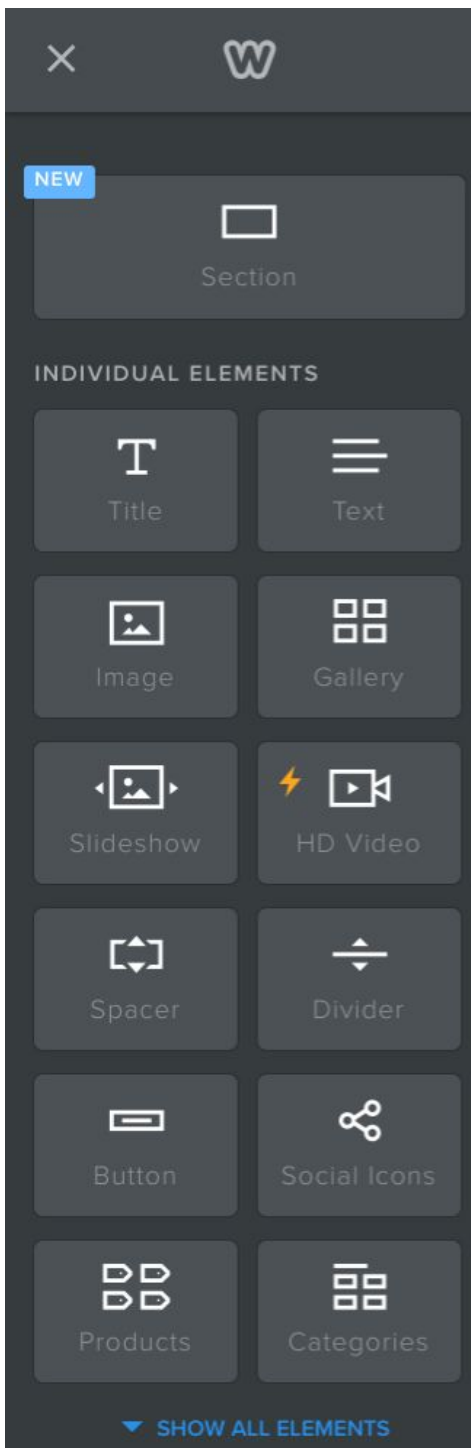 NEW
Section
INDIVIDUAL ELEMENTS
Title
Text
Image
Gallery
Slideshow
HD Video
Spacer
Divider
Button
Social Icons
Products
Categories
SHOW ALL ELEMENTS